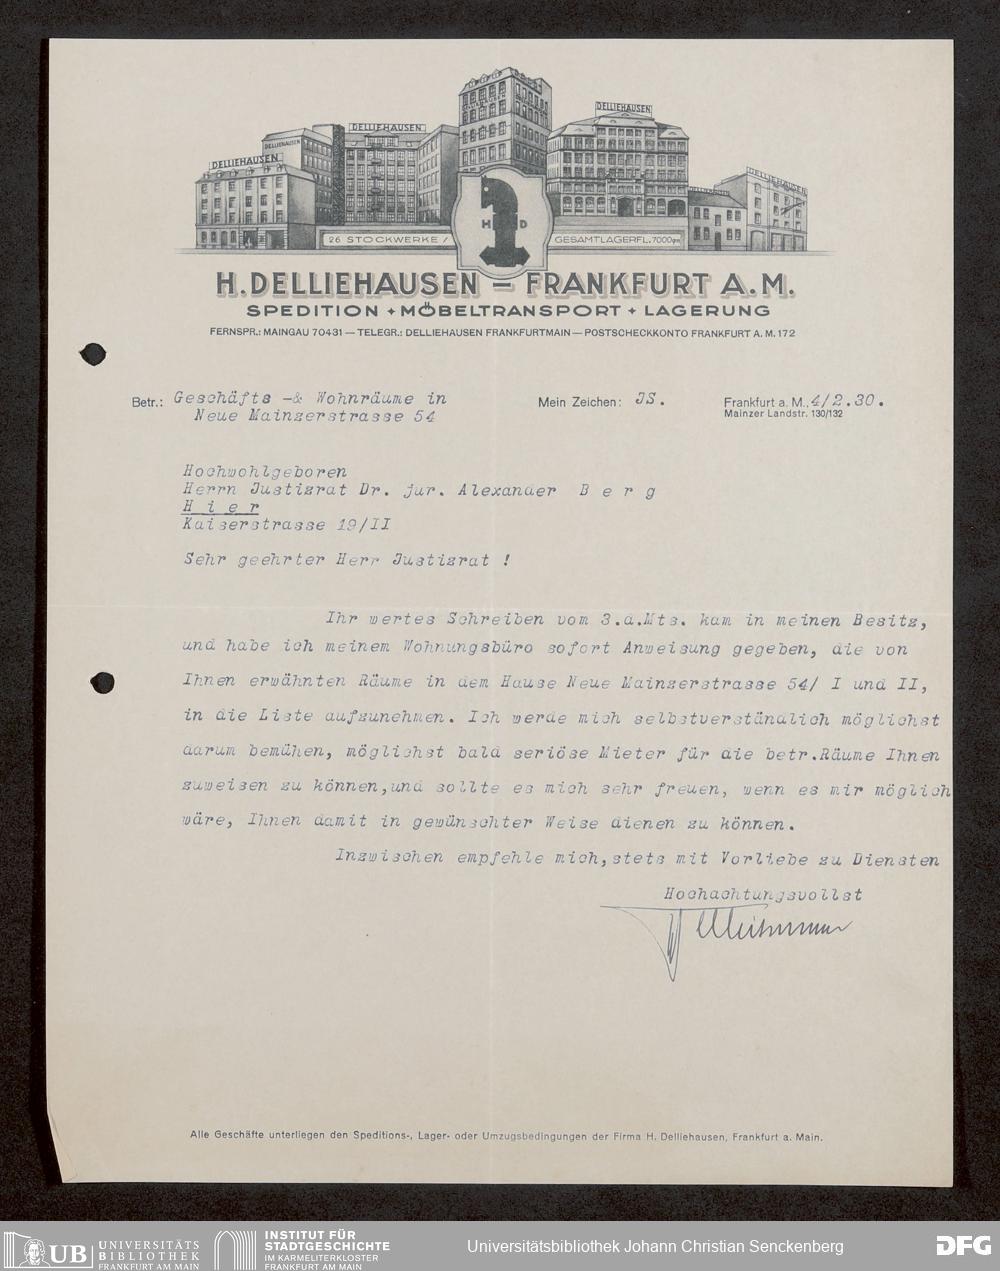 DELLIEHAUSEN
DELLIEHAUSEN
DELLIEHAUSEN
DELLIEHAUSEN
DELLIEHAUSEN
26 STOCKWERKE /
H D
GESAMTLAGERFL. 7000qm
H. DELLIEHAUSEN – FRANKFURT A.M.
SPEDITION + MÖBELTRANSPORT + LAGERUNG
FERNSPR.: MAINGAU 70431 — TELEGR.: DELLIEHAUSEN FRANKFURTMAIN — POSTSCHECKKONTO FRANKFURT A. M. 172
Betr.: Geschäfts -& Wohnräume in
Neue Mainzerstrasse 54
Mein Zeichen: JS.
Frankfurt a. M., 4/2.30.
Mainzer Landstr. 130/132
Hochwohlgeboren
Herrn Justizrat Dr. jur. Alexander B e r g
H i e r
Kaiserstrasse 19/II
Sehr geehrter Herr Justizrat !
Ihr wertes Schreiben vom 3.d.Mts. kam in meinen Besitz,
und habe ich meinem Wohnungsbüro sofort Anweisung gegeben, die von
Ihnen erwähnten Räume in dem Hause Neue Mainzerstrasse 54/ I und II,
in die Liste aufzunehmen. Ich werde mich selbstverständlich möglichst
darum bemühen, möglichst bald seriöse Mieter für die betr.Räume Ihnen
zuweisen zu können,und sollte es mich sehr freuen, wenn es mir möglich
wäre, Ihnen damit in gewünschter Weise dienen zu können.
Inzwischen empfehle mich,stets mit Vorliebe zu Diensten
Hochachtungsvollst
Alle Geschäfte unterliegen den Speditions-, Lager- oder Umzugsbedingungen der Firma H. Delliehausen, Frankfurt a. Main.
UB UNIVERSITÄTS
BIBLIOTHEK
FRANKFURT AM MAIN
INSTITUT FÜR
STADTGESCHICHTE
IM KARMELITERKLOSTER
FRANKFURT AM MAIN
Universitätsbibliothek Johann Christian Senckenberg
DFG